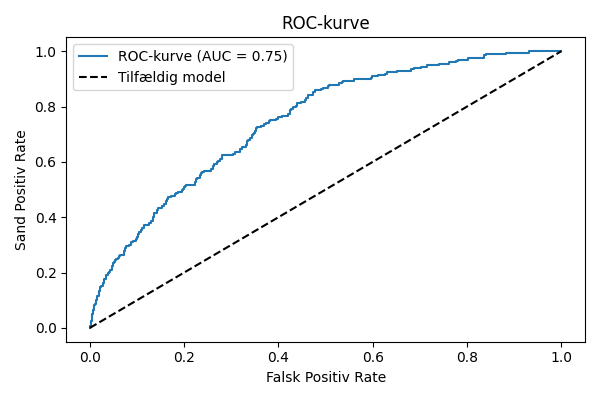 ROC-kurve
ROC-kurve (AUC = 0.75)
Tilfældig model
Sand Positiv Rate
1.0
0.8
0.6
0.4
0.2
0.0
0.0 0.2 0.4 0.6 0.8 1.0
Falsk Positiv Rate